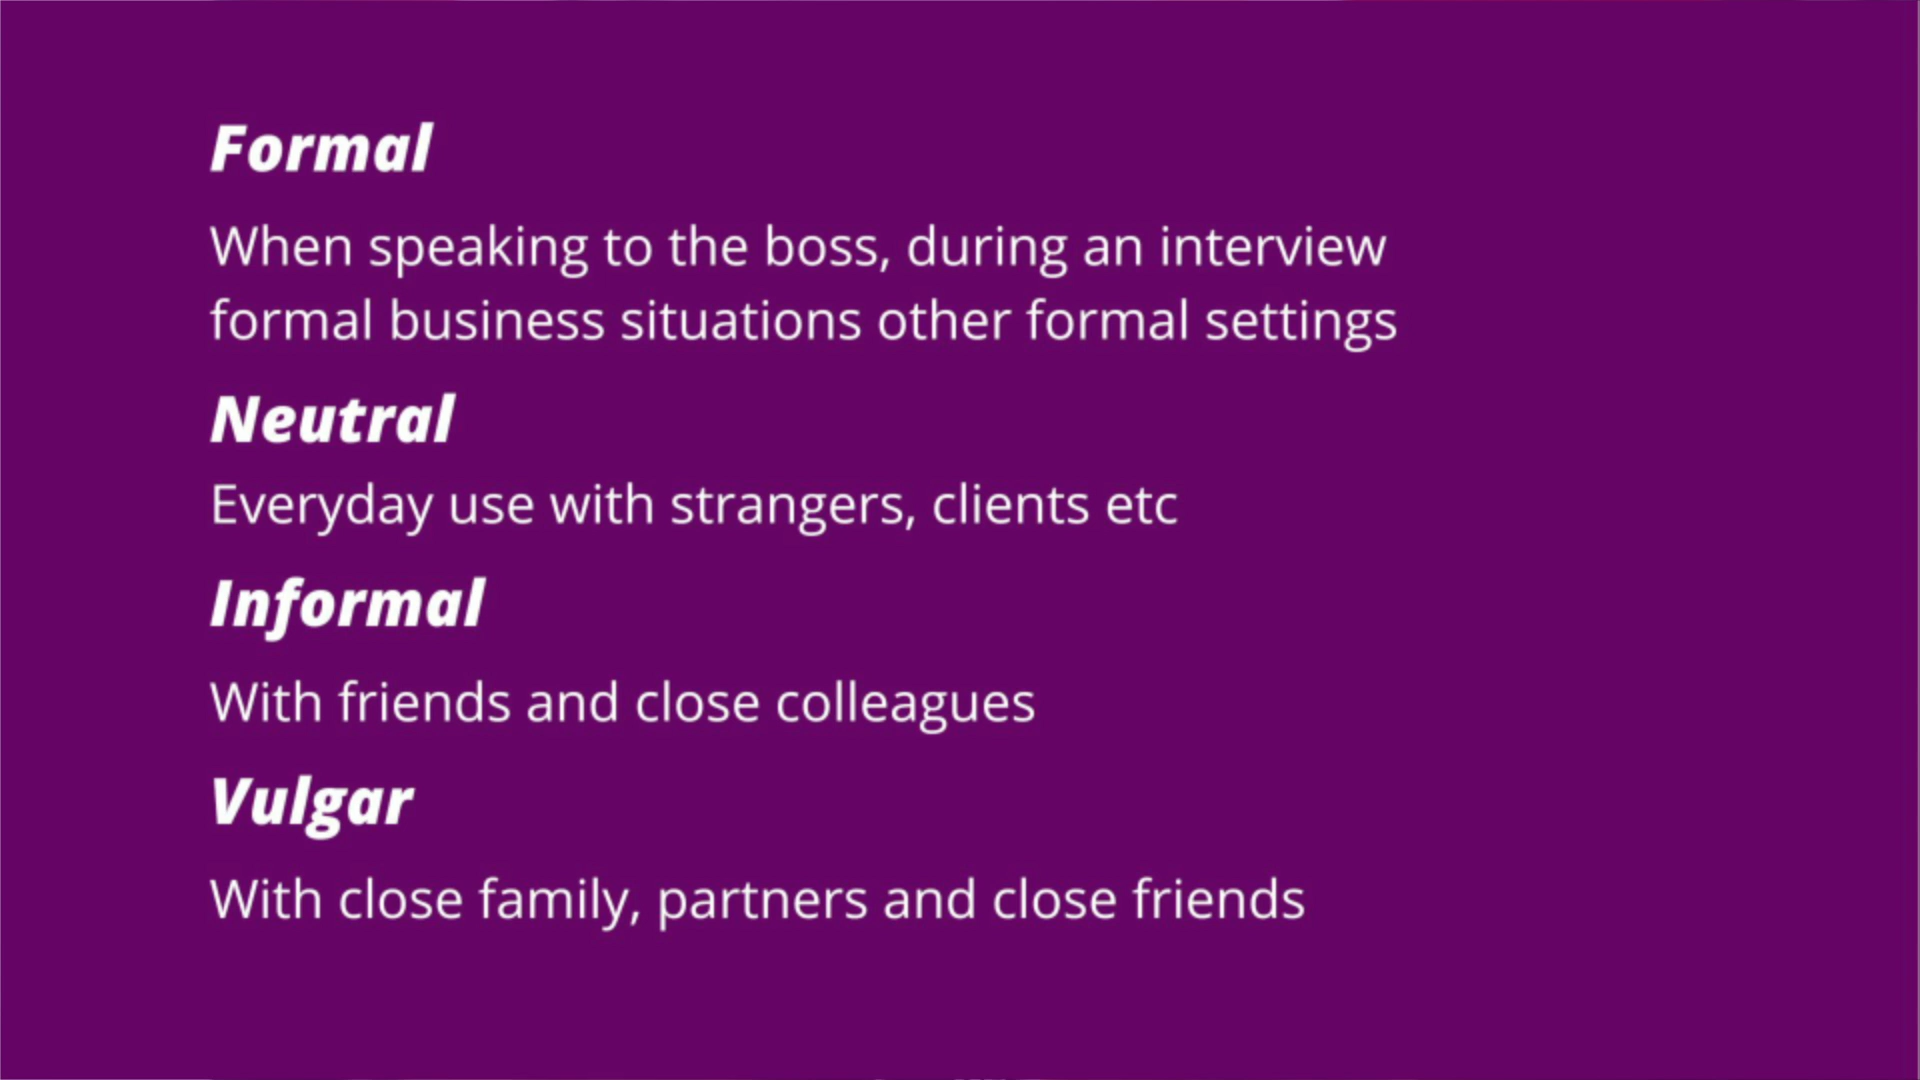 Formal
When speaking to the boss, during an interview
formal business situations other formal settings
Neutral
Everyday use with strangers, clients etc
Informal
With friends and close colleagues
Vulgar
With close family, partners and close friends